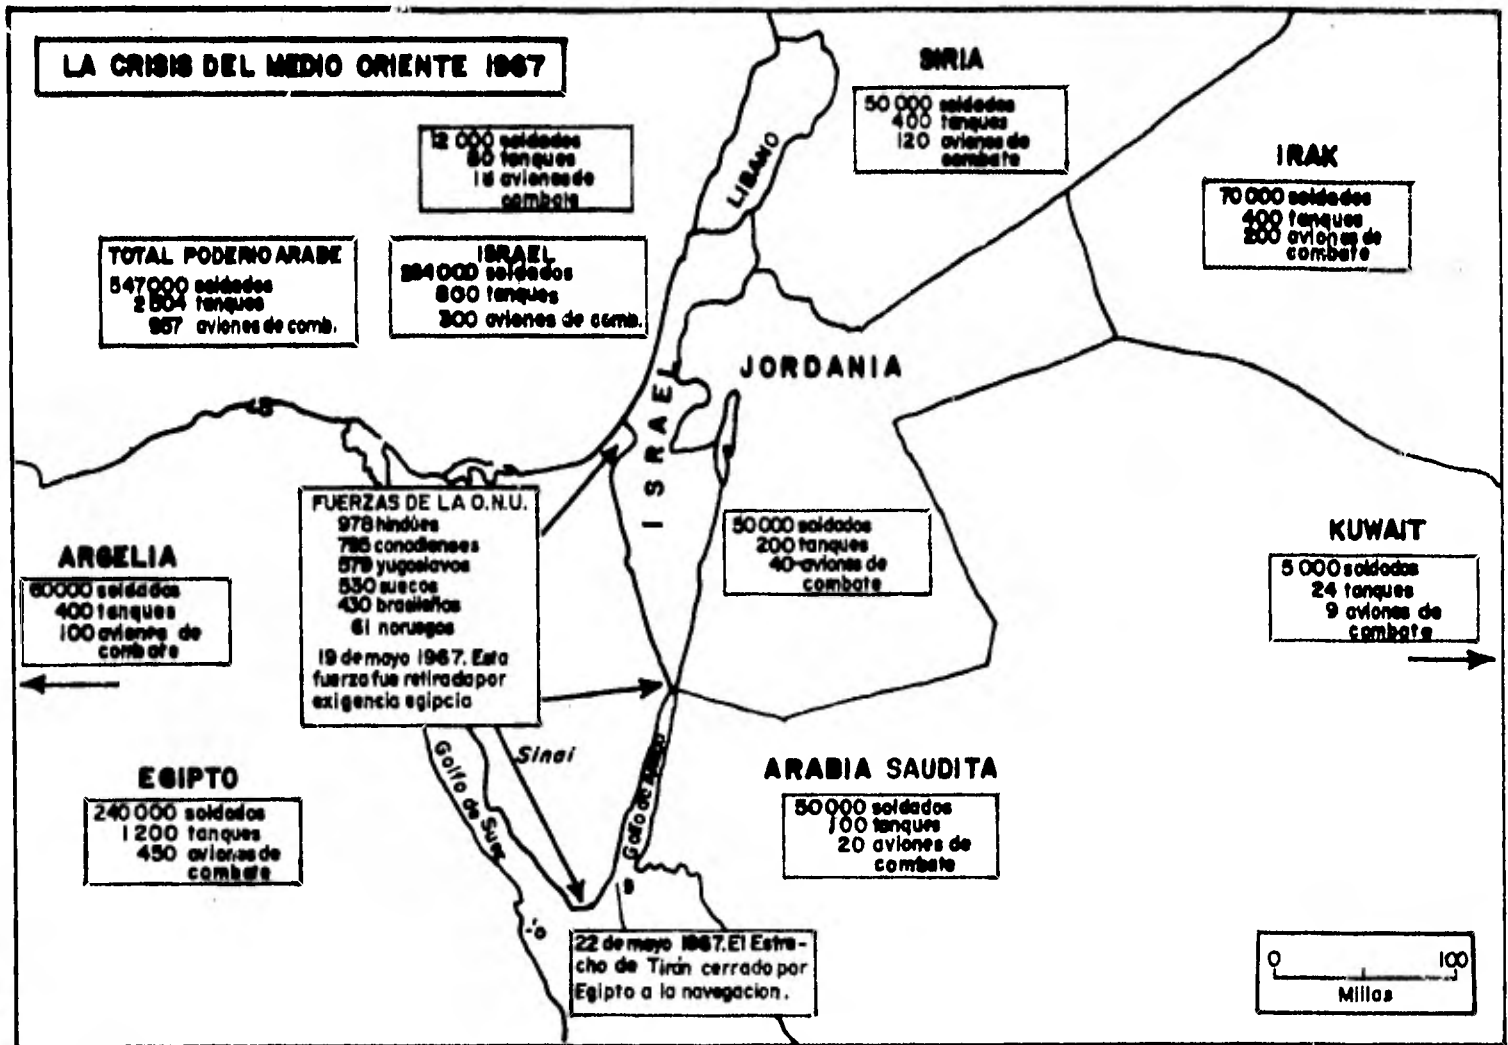 LA CRISIS DEL MEDIO ORIENTE 1967
12 000 soldados
80 tanques
18 aviones de
combate
LIBANO
SIRIA
50 000 soldados
400 tanques
120 aviones de
combate
IRAK
70 000 soldados
400 tanques
200 aviones de
combate
TOTAL PODERIO ARABE
547000 soldados
2 804 tanques
957 aviones de comb.
ISRAEL
264000 soldados
800 tanques
300 aviones de comb.
JORDANIA
ISRAEL
50 000 soldados
200 tanques
40 aviones de
combate
FUERZAS DE LA O.N.U.
978 hindúes
795 canadienses
579 yugoslavos
530 suecos
430 brasileños
61 noruegos
19 de mayo 1967. Esta
fuerza fue retirada por
exigencia egipcia
ARGELIA
60000 soldados
400 tanques
100 aviones de
combate
KUWAIT
5 000 soldados
24 tanques
9 aviones de
combate
EGIPTO
240 000 soldados
1 200 tanques
450 aviones de
combate
Golfo de Suez
Sinai
Golfo de
ARABIA SAUDITA
50 000 soldados
100 tanques
20 aviones de
combate
22 de mayo 1967. El Estre-
cho de Tirán cerrado por
Egipto a la navegacion.
0 100
Millas